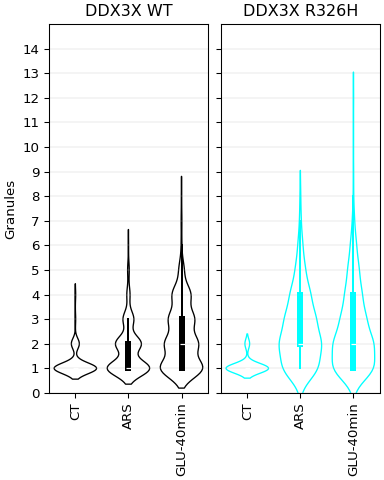 DDX3X WT
DDX3X R326H
Granules
14
13
12
11
10
9
8
7
6
5
4
3
2
1
0
CT
ARS
GLU-40min
CT
ARS
GLU-40min